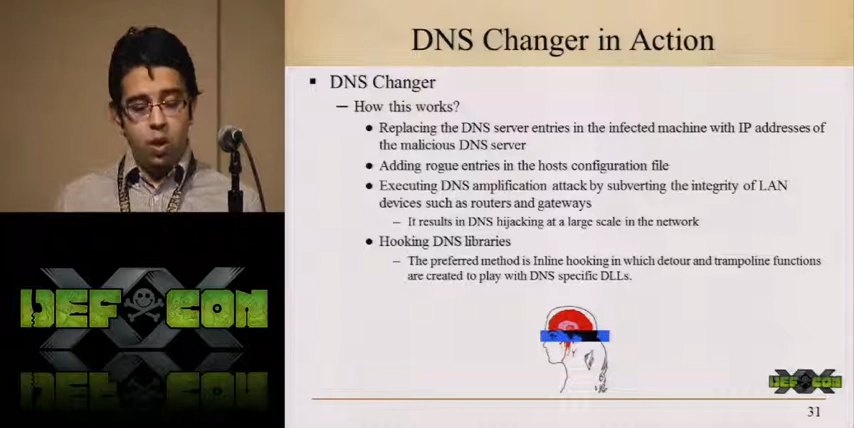 DNS Changer in Action
▪ DNS Changer
– How this works?
• Replacing the DNS server entries in the infected machine with IP addresses of
the malicious DNS server
• Adding rogue entries in the hosts configuration file
• Executing DNS amplification attack by subverting the integrity of LAN
devices such as routers and gateways
– It results in DNS hijacking at a large scale in the network
• Hooking DNS libraries
– The preferred method is Inline hooking in which detour and trampoline functions
are created to play with DNS specific DLLs.
DEF CON
XX
DEF CON
31